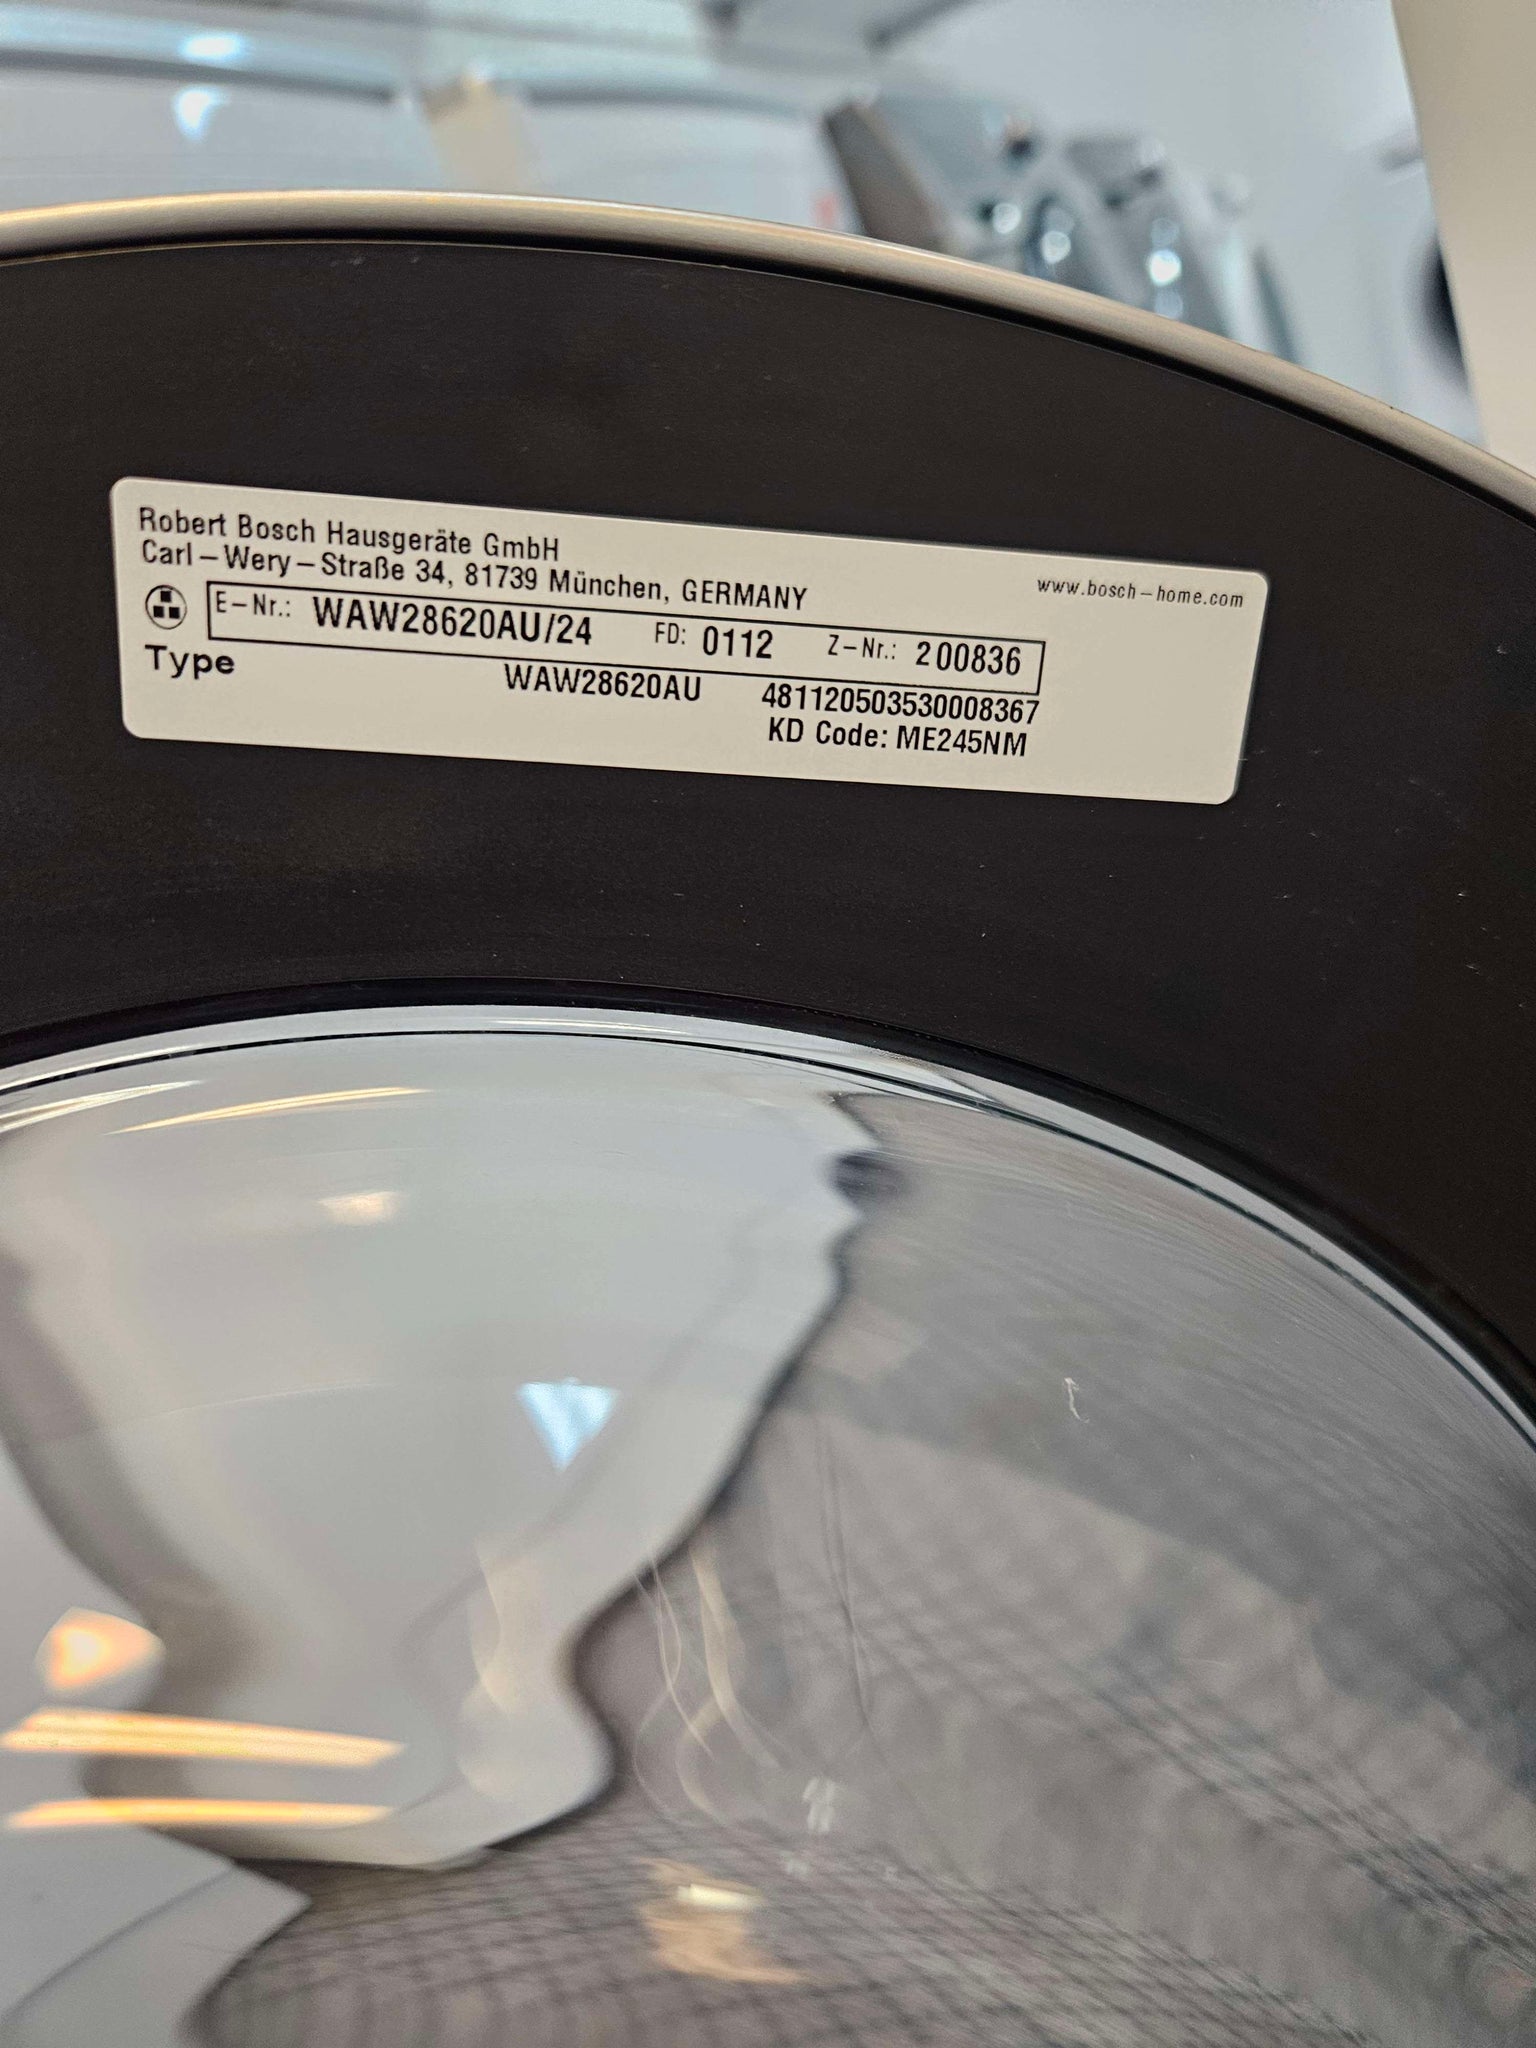 Robert Bosch Hausgeräte GmbH
Carl–Wery–Straße 34, 81739 München, GERMANY
www.bosch–home.com
E–Nr.: WAW28620AU/24 FD: 0112 Z–Nr.: 200836
Type WAW28620AU 481120503530008367
KD Code: ME245NM